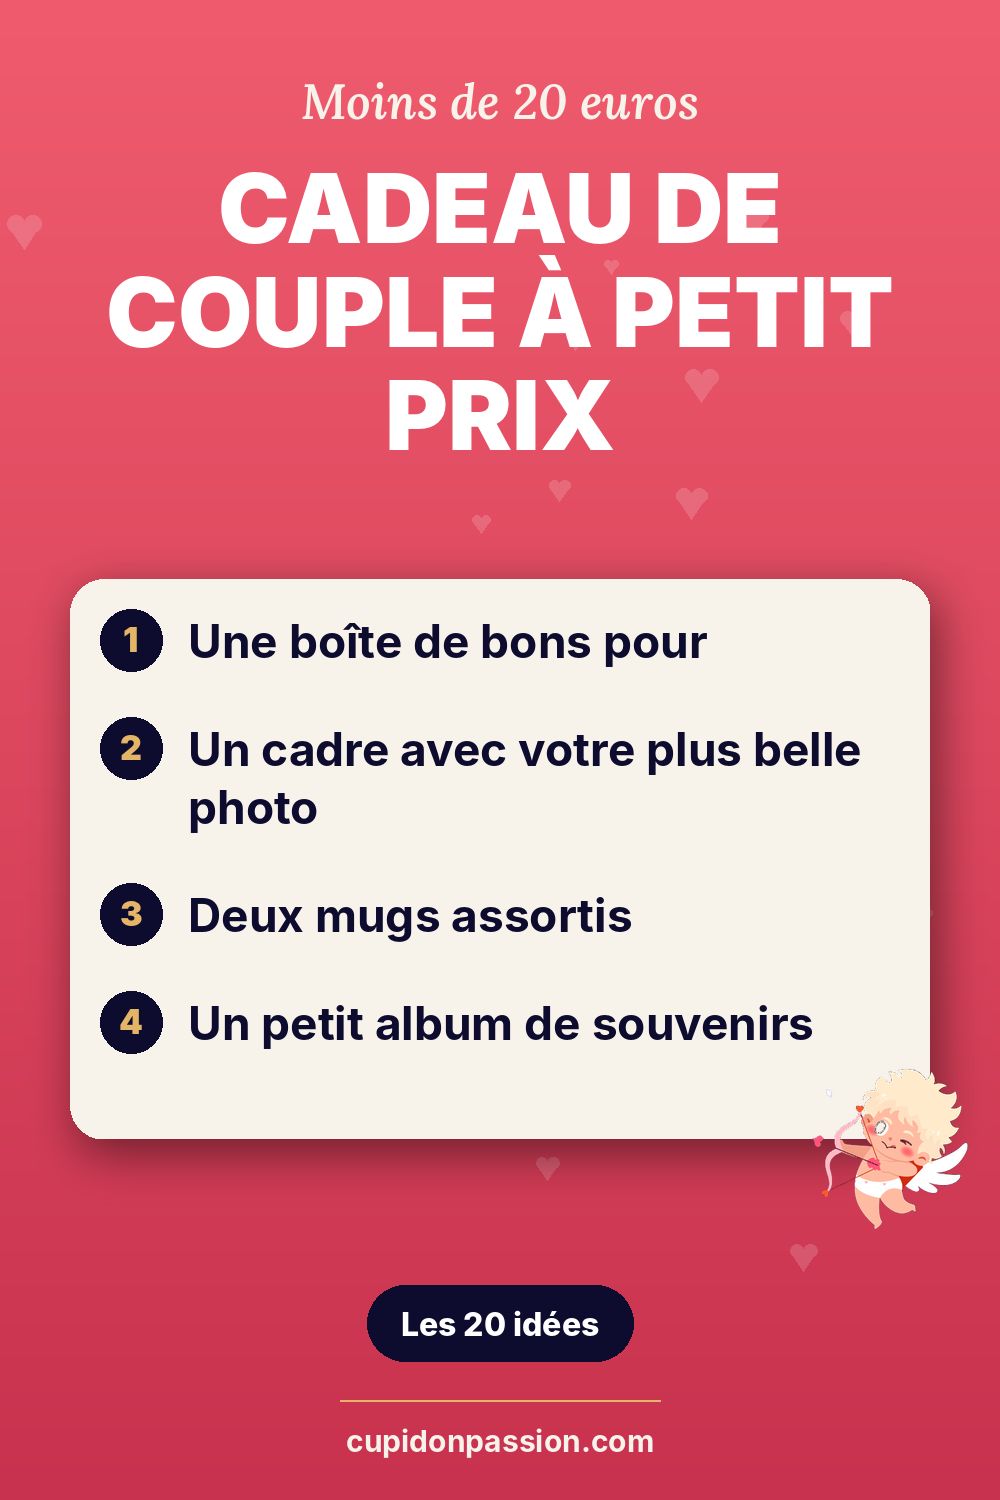 Moins de 20 euros
CADEAU DE
COUPLE À PETIT
PRIX
1 Une boîte de bons pour
2 Un cadre avec votre plus belle
photo
3 Deux mugs assortis
4 Un petit album de souvenirs
Les 20 idées
cupidonpassion.com